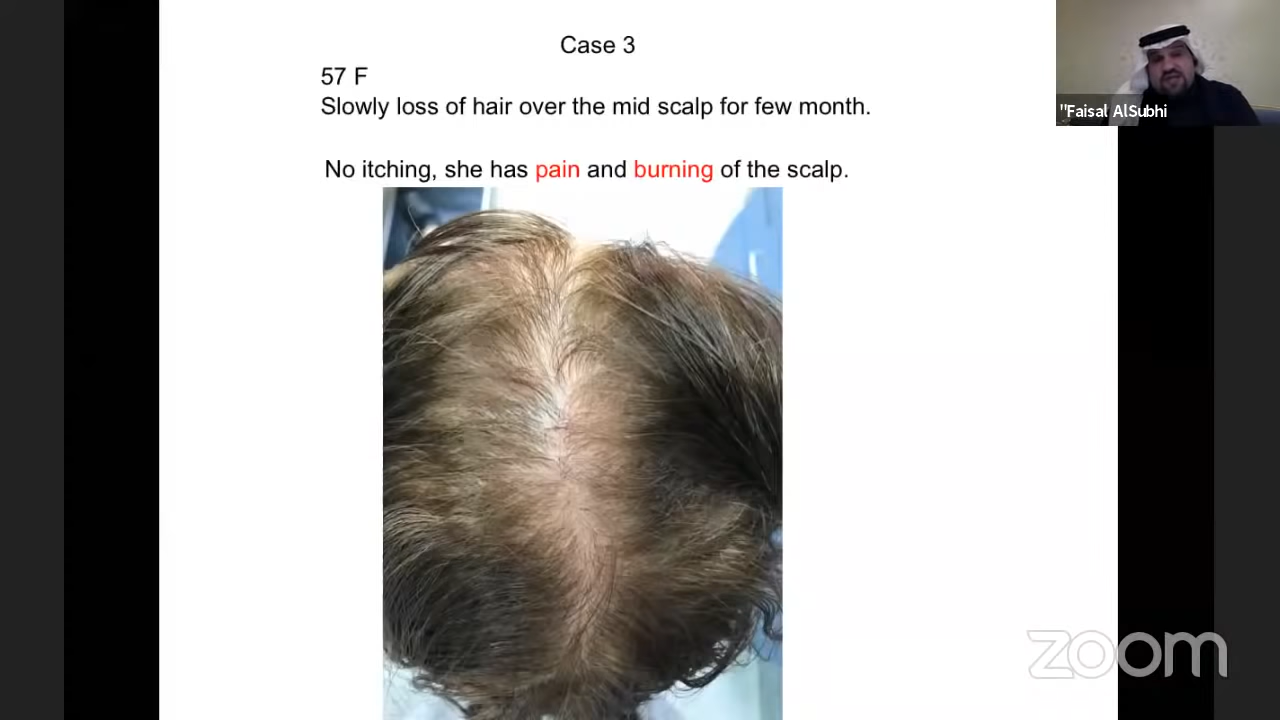 Case 3
57 F
Slowly loss of hair over the mid scalp for few month.
No itching, she has pain and burning of the scalp.
"Faisal AlSubhi
zoom